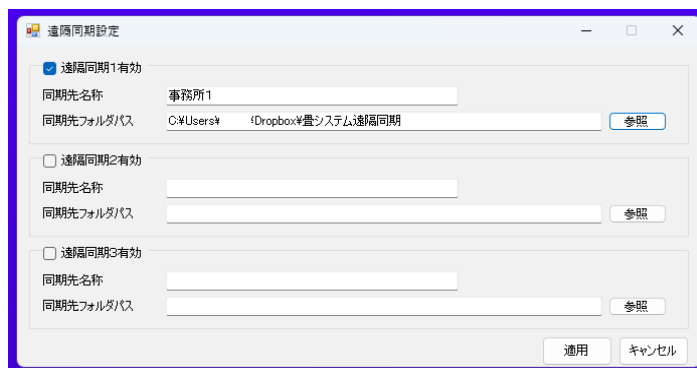 遠隔同期設定
遠隔同期1有効
同期先名称 事務所1
同期先フォルダパス C:¥Users¥ Dropbox¥畳システム遠隔同期 参照
遠隔同期2有効
同期先名称
同期先フォルダパス 参照
遠隔同期3有効
同期先名称
同期先フォルダパス 参照
適用 キャンセル